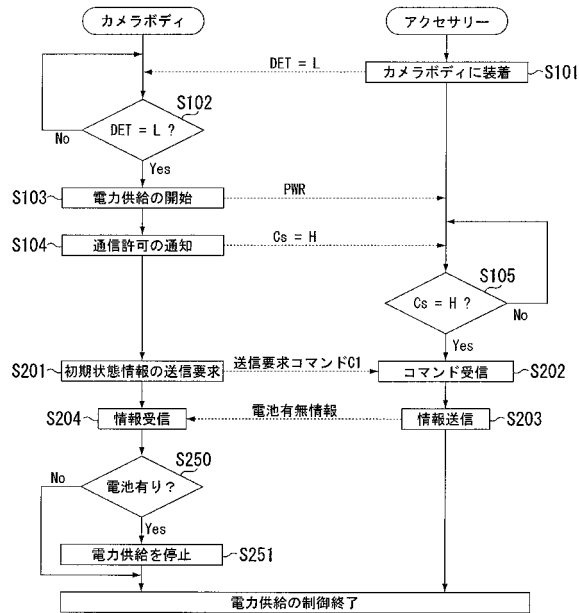 カメラボディ
アクセサリー
DET = L
カメラボディに装着
S101
S102
DET = L ?
No
Yes
S103
電力供給の開始
PWR
S104
通信許可の通知
Cs = H
S105
Cs = H ?
No
Yes
S201
初期状態情報の送信要求
送信要求コマンドC1
コマンド受信
S202
S204
情報受信
電池有無情報
情報送信
S203
S250
No
電池有り?
Yes
電力供給を停止
S251
電力供給の制御終了